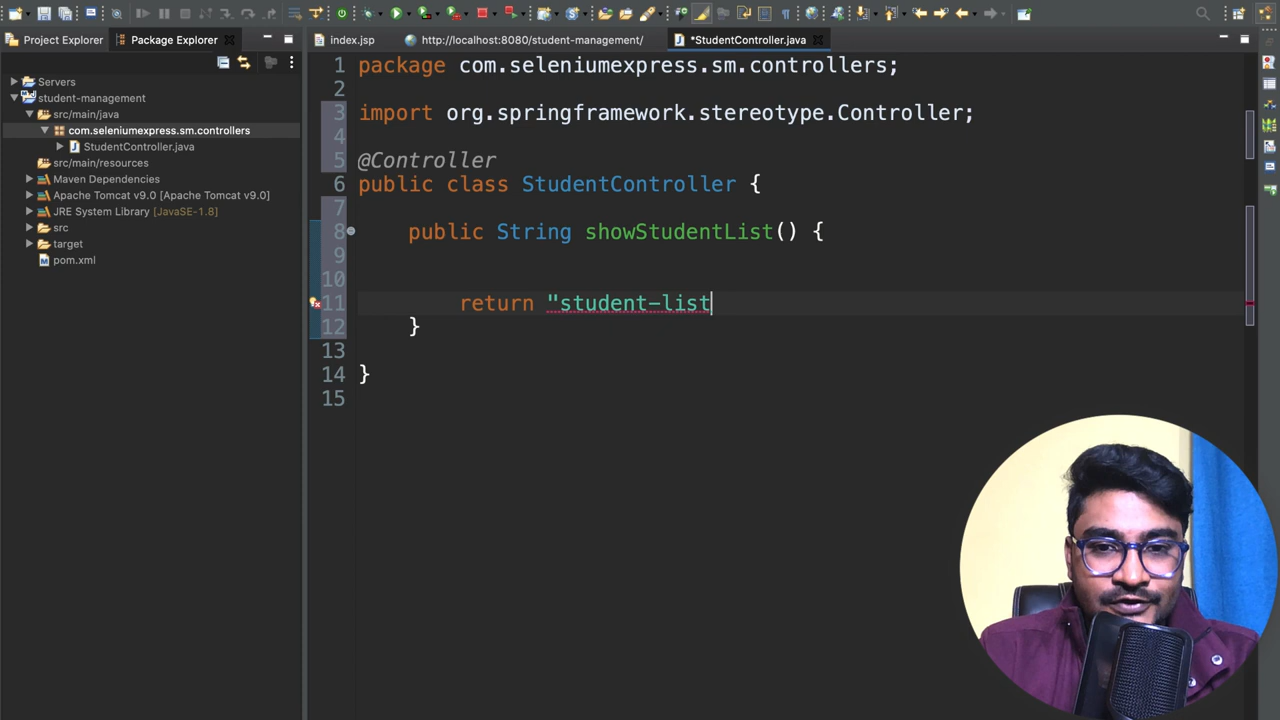 Project Explorer
Package Explorer
index.jsp
http://localhost:8080/student-management/
*StudentController.java
Servers
student-management
src/main/java
com.seleniumexpress.sm.controllers
StudentController.java
src/main/resources
Maven Dependencies
Apache Tomcat v9.0 [Apache Tomcat v9.0]
JRE System Library [JavaSE-1.8]
src
target
pom.xml
1 package com.seleniumexpress.sm.controllers;
2
3 import org.springframework.stereotype.Controller;
4
5 @Controller
6 public class StudentController {
7
8 public String showStudentList() {
9
10
11 return "student-list
12 }
13
14 }
15